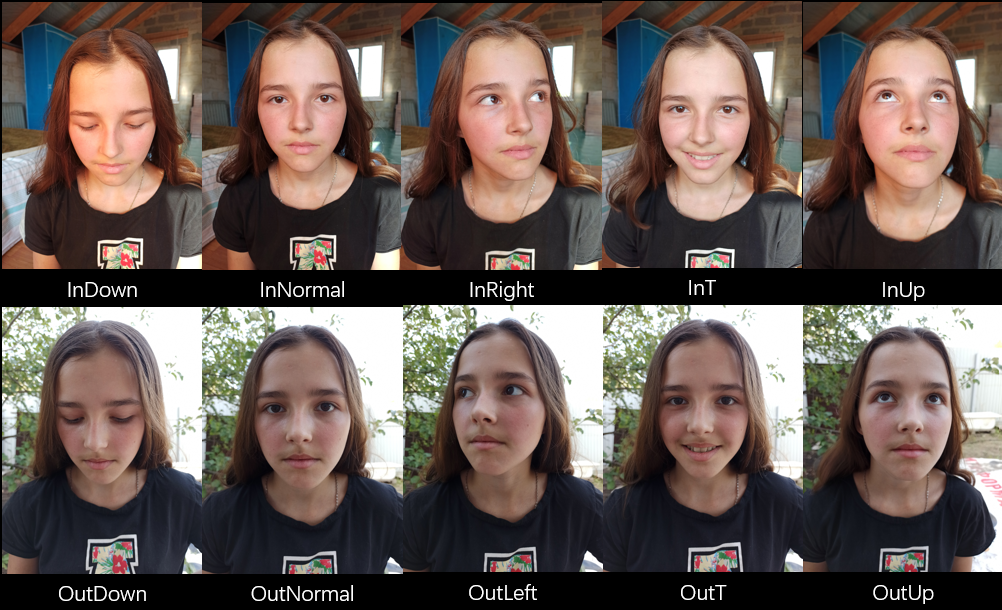 InDown
InNormal
InRight
InT
InUp
OutDown
OutNormal
OutLeft
OutT
OutUp